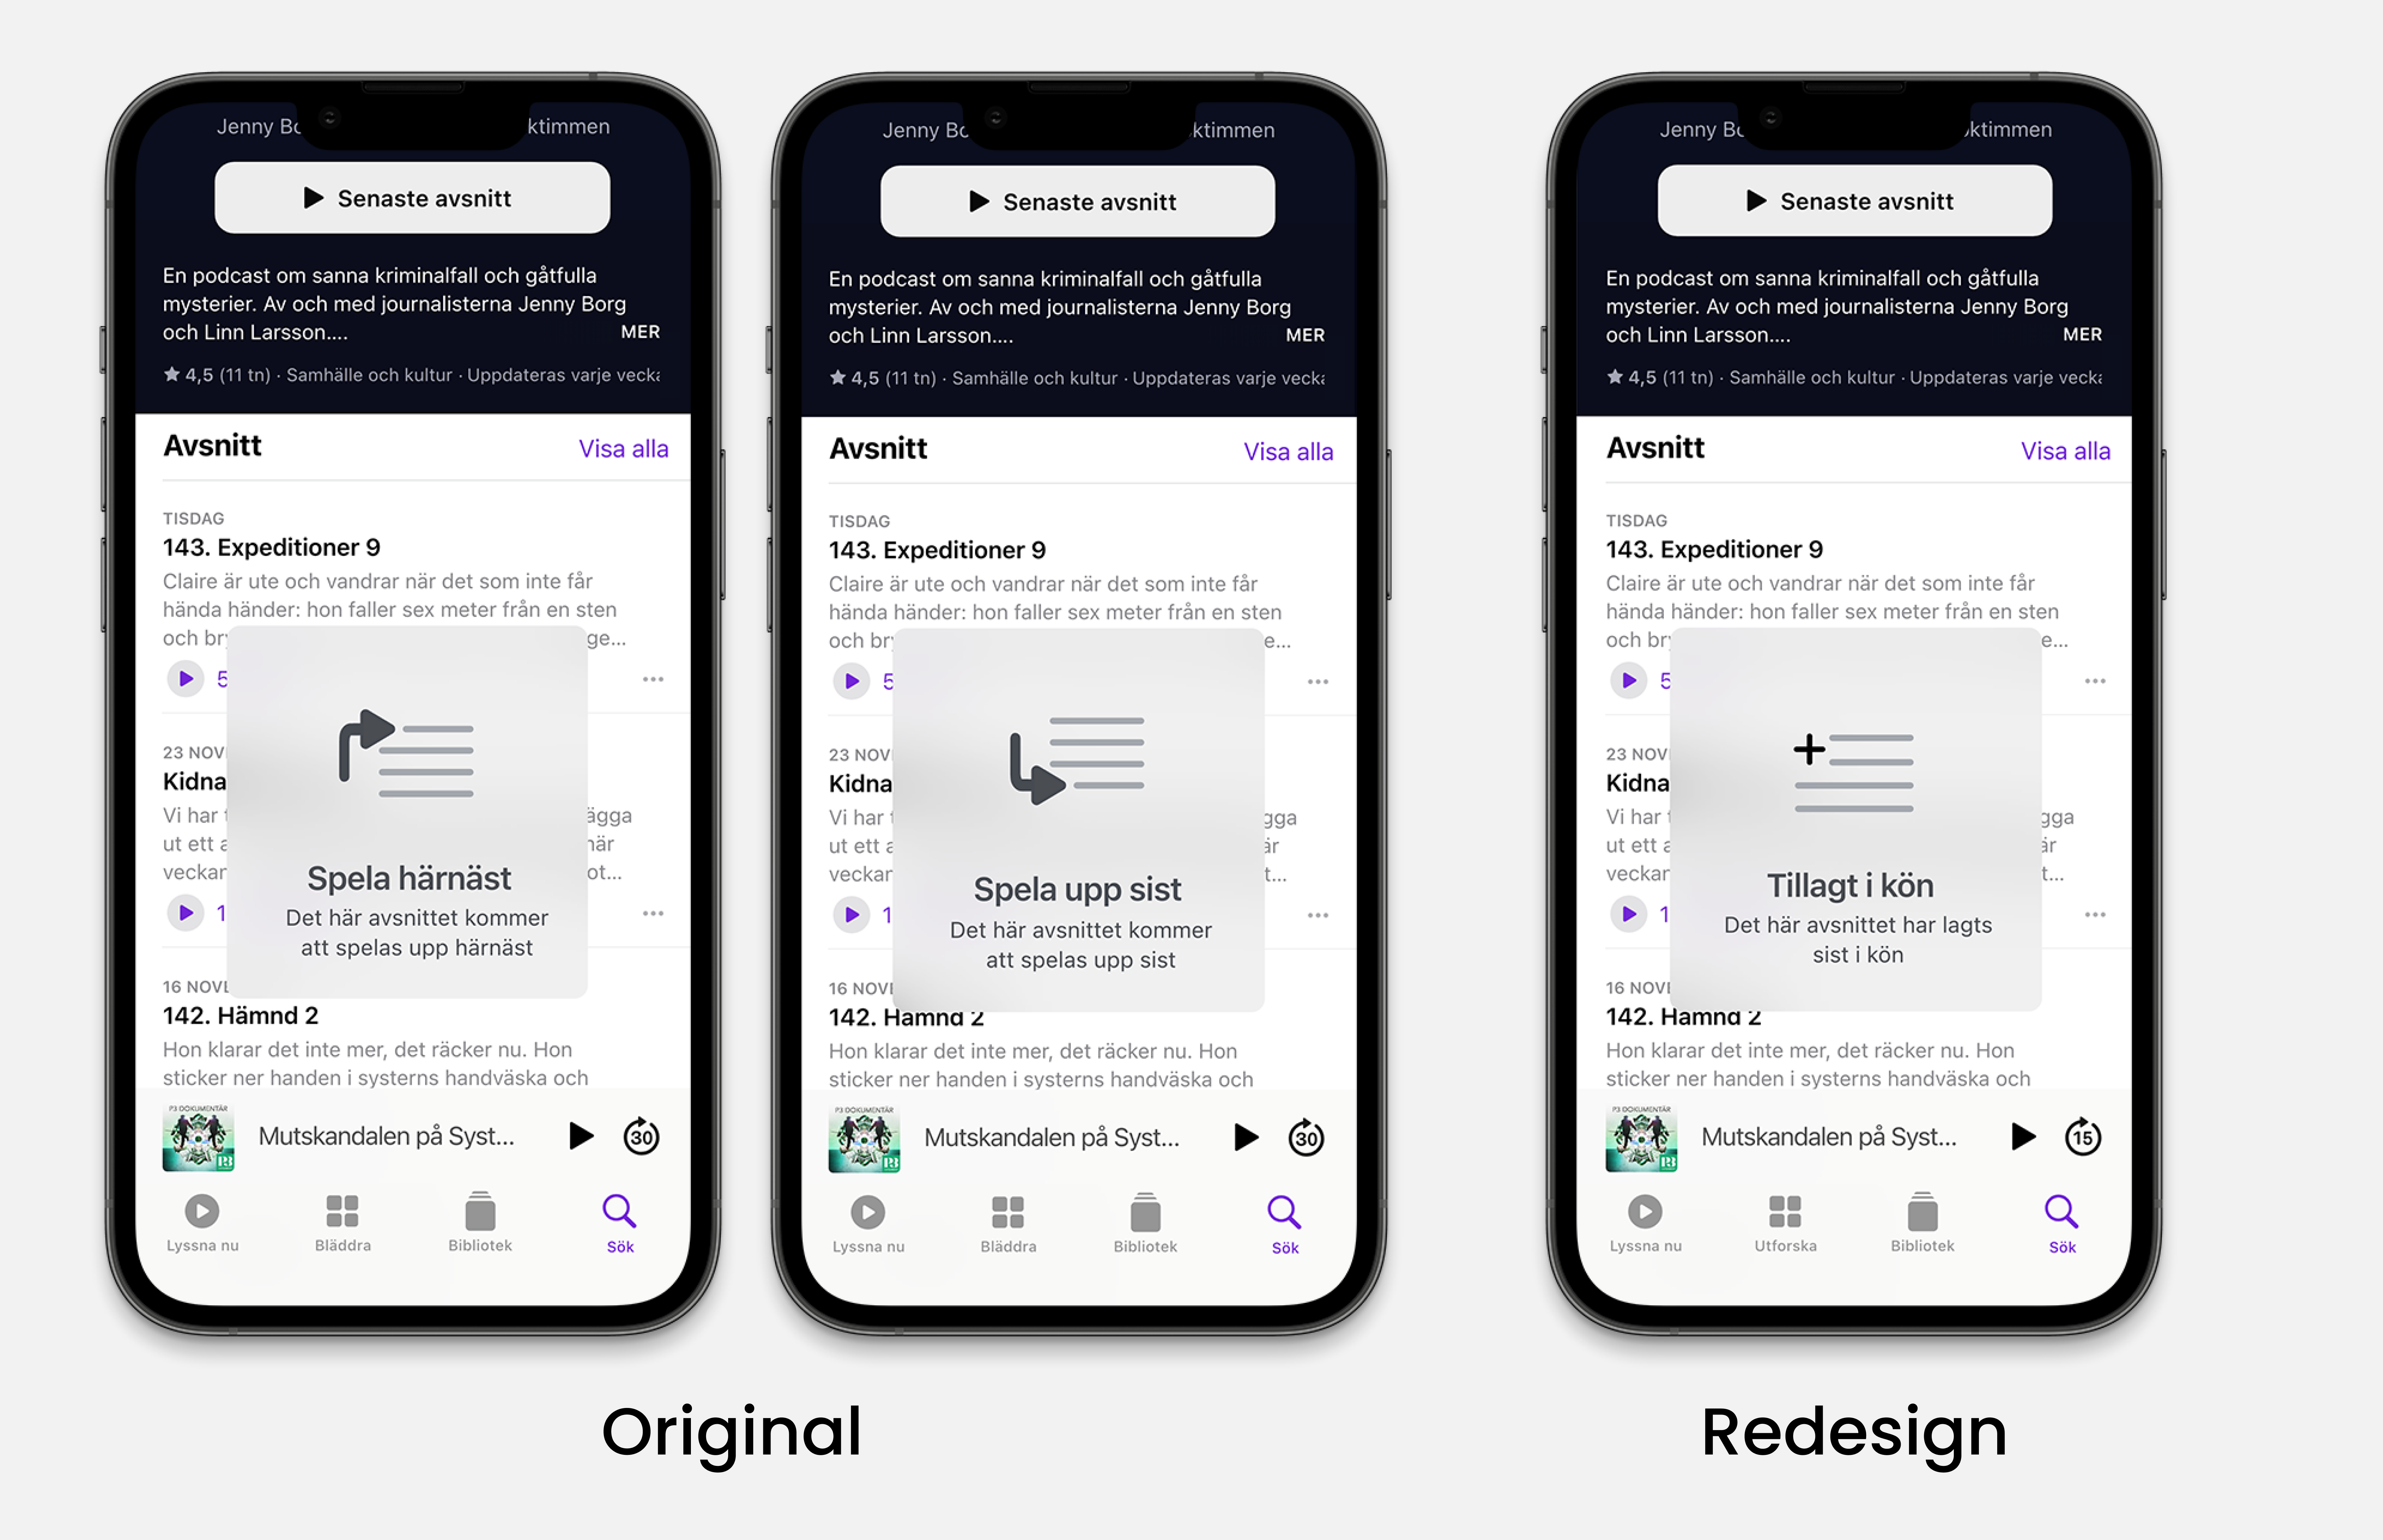 Jenny Bo
ktimmen
Senaste avsnitt
En podcast om sanna kriminalfall och gåtfulla
mysterier. Av och med journalisterna Jenny Borg
och Linn Larsson.... MER
4,5 (11 tn) · Samhälle och kultur · Uppdateras varje vecka
Avsnitt Visa alla
TISDAG
143. Expeditioner 9
Claire är ute och vandrar när det som inte får
hända händer: hon faller sex meter från en sten
och bry ge...
5
23 NOV
Kidna
Vi har ägga
ut ett när
veckan ot...
1
Spela härnäst
Det här avsnittet kommer
att spelas upp härnäst
16 NOVE
142. Hämnd 2
Hon klarar det inte mer, det räcker nu. Hon
sticker ner handen i systerns handväska och
P3 DOKUMENTÄR
P3
Mutskandalen på Syst... 30
Lyssna nu Bläddra Bibliotek Sök
Jenny Bo
ktimmen
Senaste avsnitt
En podcast om sanna kriminalfall och gåtfulla
mysterier. Av och med journalisterna Jenny Borg
och Linn Larsson.... MER
4,5 (11 tn) · Samhälle och kultur · Uppdateras varje vecka
Avsnitt Visa alla
TISDAG
143. Expeditioner 9
Claire är ute och vandrar när det som inte får
hända händer: hon faller sex meter från en sten
och bry e...
5
23 NOV
Kidna
Vi har gga
ut ett är
veckan t...
1
Spela upp sist
Det här avsnittet kommer
att spelas upp sist
16 NOVE
142. Hämnd 2
Hon klarar det inte mer, det räcker nu. Hon
sticker ner handen i systerns handväska och
P3 DOKUMENTÄR
P3
Mutskandalen på Syst... 30
Lyssna nu Bläddra Bibliotek Sök
Original
Jenny Bo
oktimmen
Senaste avsnitt
En podcast om sanna kriminalfall och gåtfulla
mysterier. Av och med journalisterna Jenny Borg
och Linn Larsson.... MER
4,5 (11 tn) · Samhälle och kultur · Uppdateras varje vecka
Avsnitt Visa alla
TISDAG
143. Expeditioner 9
Claire är ute och vandrar när det som inte får
hända händer: hon faller sex meter från en sten
och bry e...
5
23 NOV
Kidna
Vi har gga
ut ett är
veckan t...
1
Tillagt i kön
Det här avsnittet har lagts
sist i kön
16 NOVE
142. Hämnd 2
Hon klarar det inte mer, det räcker nu. Hon
sticker ner handen i systerns handväska och
P3 DOKUMENTÄR
P3
Mutskandalen på Syst... 15
Lyssna nu Utforska Bibliotek Sök
Redesign